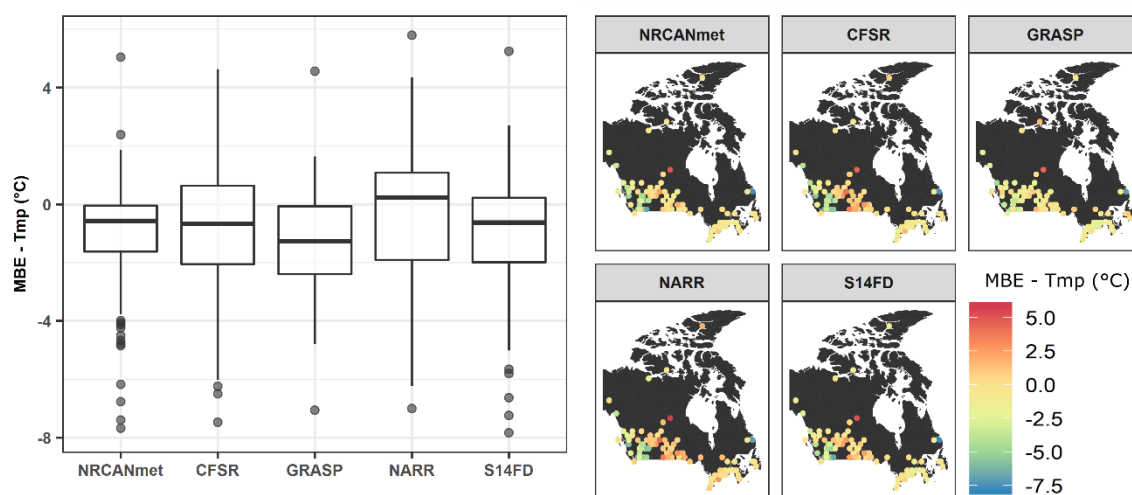 MBE - Tmp (°C)
4
0
-4
-8
NRCANmet CFSR GRASP NARR S14FD
NRCANmet CFSR GRASP
NARR S14FD
MBE - Tmp (°C)
5.0
2.5
0.0
-2.5
-5.0
-7.5